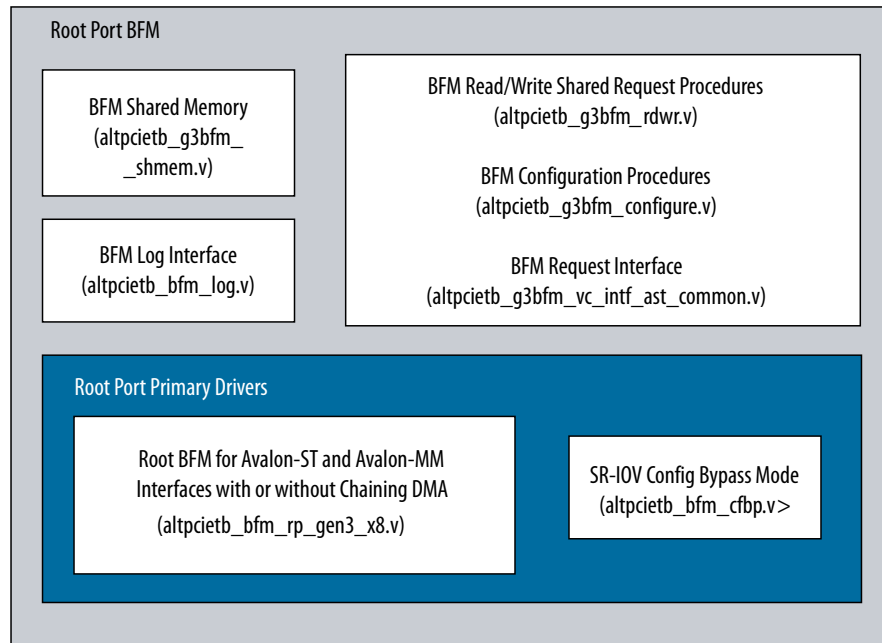 Root Port BFM
BFM Shared Memory
(altpcietb_g3bfm_
_shmem.v)
BFM Log Interface
(altpcietb_bfm_log.v)
BFM Read/Write Shared Request Procedures
(altpcietb_g3bfm_rdwr.v)
BFM Configuration Procedures
(altpcietb_g3bfm_configure.v)
BFM Request Interface
(altpcietb_g3bfm_vc_intf_ast_common.v)
Root Port Primary Drivers
Root BFM for Avalon-ST and Avalon-MM
Interfaces with or without Chaining DMA
(altpcietb_bfm_rp_gen3_x8.v)
SR-IOV Config Bypass Mode
(altpcietb_bfm_cfbp.v>